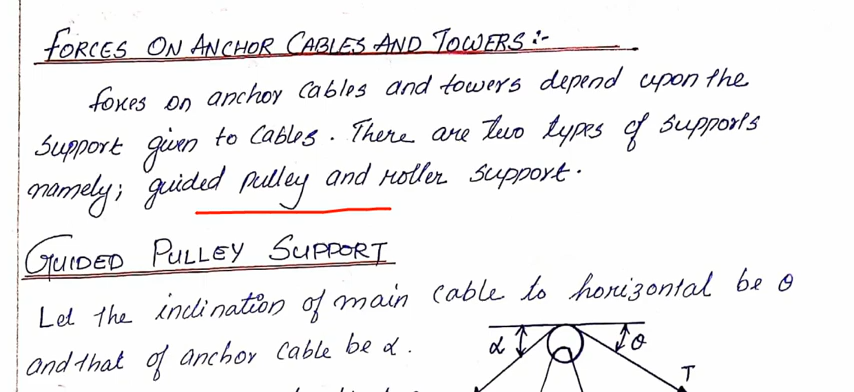 FORCES ON ANCHOR CABLES AND TOWERS :-
foxes on anchor cables and towers depend upon the
support given to cables. There are two types of supports
namely; guided pulley and roller support.
GUIDED PULLEY SUPPORT
Let the inclination of main cable to horizontal be θ
and that of anchor cable be α.
α θ
T